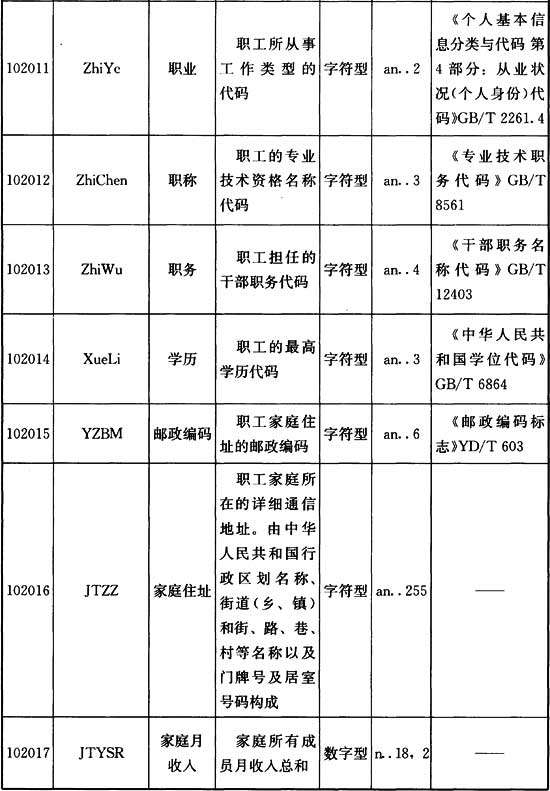 102011 ZhiYe 职业 职工所从事工作类型的代码 字符型 an..2 《个人基本信息分类与代码 第4部分：从业状况(个人身份)代码》GB/T 2261.4
102012 ZhiChen 职称 职工的专业技术资格名称代码 字符型 an..3 《专业技术职务代码》GB/T 8561
102013 ZhiWu 职务 职工担任的干部职务代码 字符型 an..4 《干部职务名称代码》GB/T 12403
102014 XueLi 学历 职工的最高学历代码 字符型 an..3 《中华人民共和国学位代码》GB/T 6864
102015 YZBM 邮政编码 职工家庭住址的邮政编码 字符型 an..6 《邮政编码标志》YD/T 603
102016 JTZZ 家庭住址 职工家庭所在的详细通信地址。由中华人民共和国行政区划名称、街道(乡、镇)和街、路、巷、村等名称以及门牌号及居室号码构成 字符型 an..255 ——
102017 JTYSR 家庭月收入 家庭所有成员月收入总和 数字型 n..18，2 ——